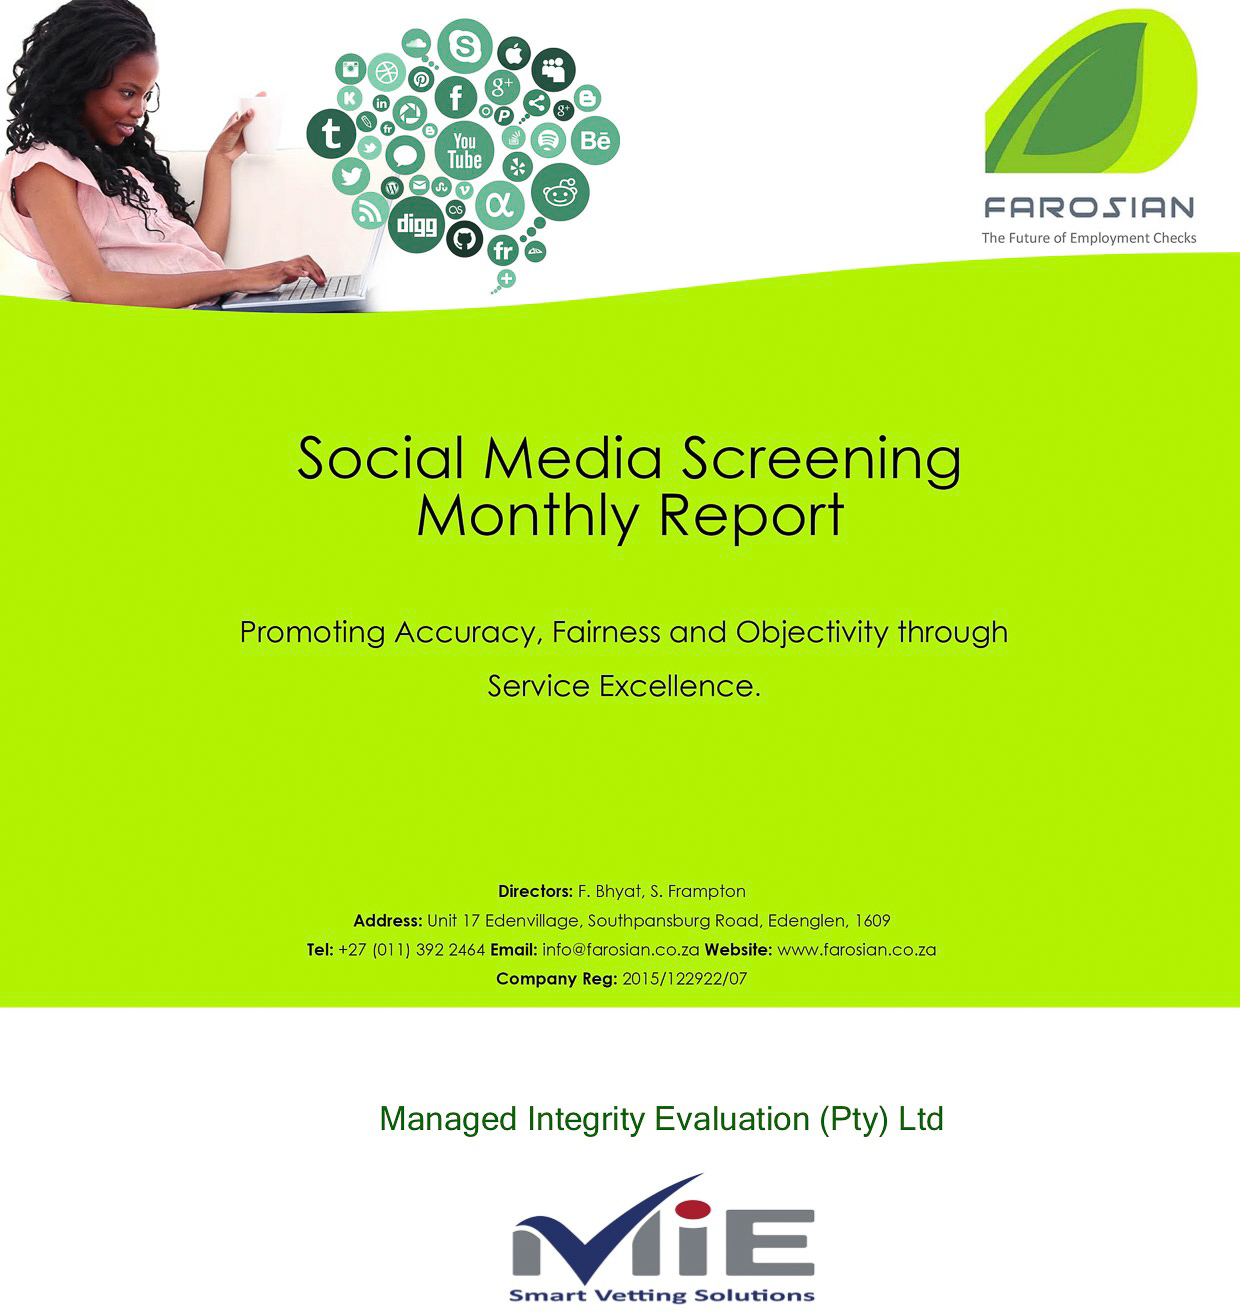 FAROSIAN
The Future of Employment Checks
You
Tube
digg
Social Media Screening
Monthly Report
Promoting Accuracy, Fairness and Objectivity through
Service Excellence.
Directors: F. Bhyat, S. Frampton
Address: Unit 17 Edenvillage, Southpansburg Road, Edenglen, 1609
Tel: +27 (011) 392 2464 Email: info@farosian.co.za Website: www.farosian.co.za
Company Reg: 2015/122922/07
Managed Integrity Evaluation (Pty) Ltd
MiE
Smart Vetting Solutions